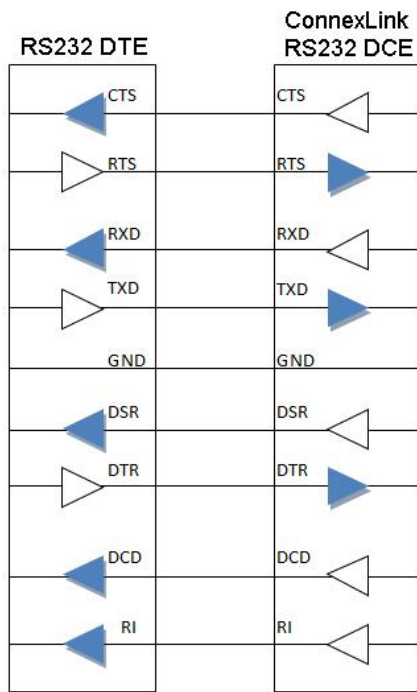 ConnexLink
RS232 DTE RS232 DCE
CTS CTS
RTS RTS
RXD RXD
TXD TXD
GND GND
DSR DSR
DTR DTR
DCD DCD
RI RI